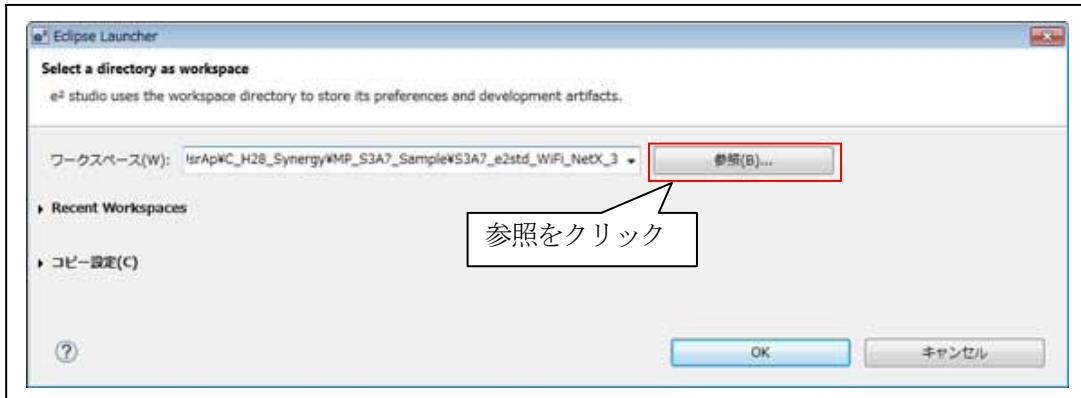 e² Eclipse Launcher
Select a directory as workspace
e² studio uses the workspace directory to store its preferences and development artifacts.
ワークスペース(W): IsrAp¥C_H28_Synergy¥MP_S3A7_Sample¥S3A7_e2std_WiFi_NetX_3 参照(B)...
Recent Workspaces
参照をクリック
コピー設定(C)
? OK キャンセル